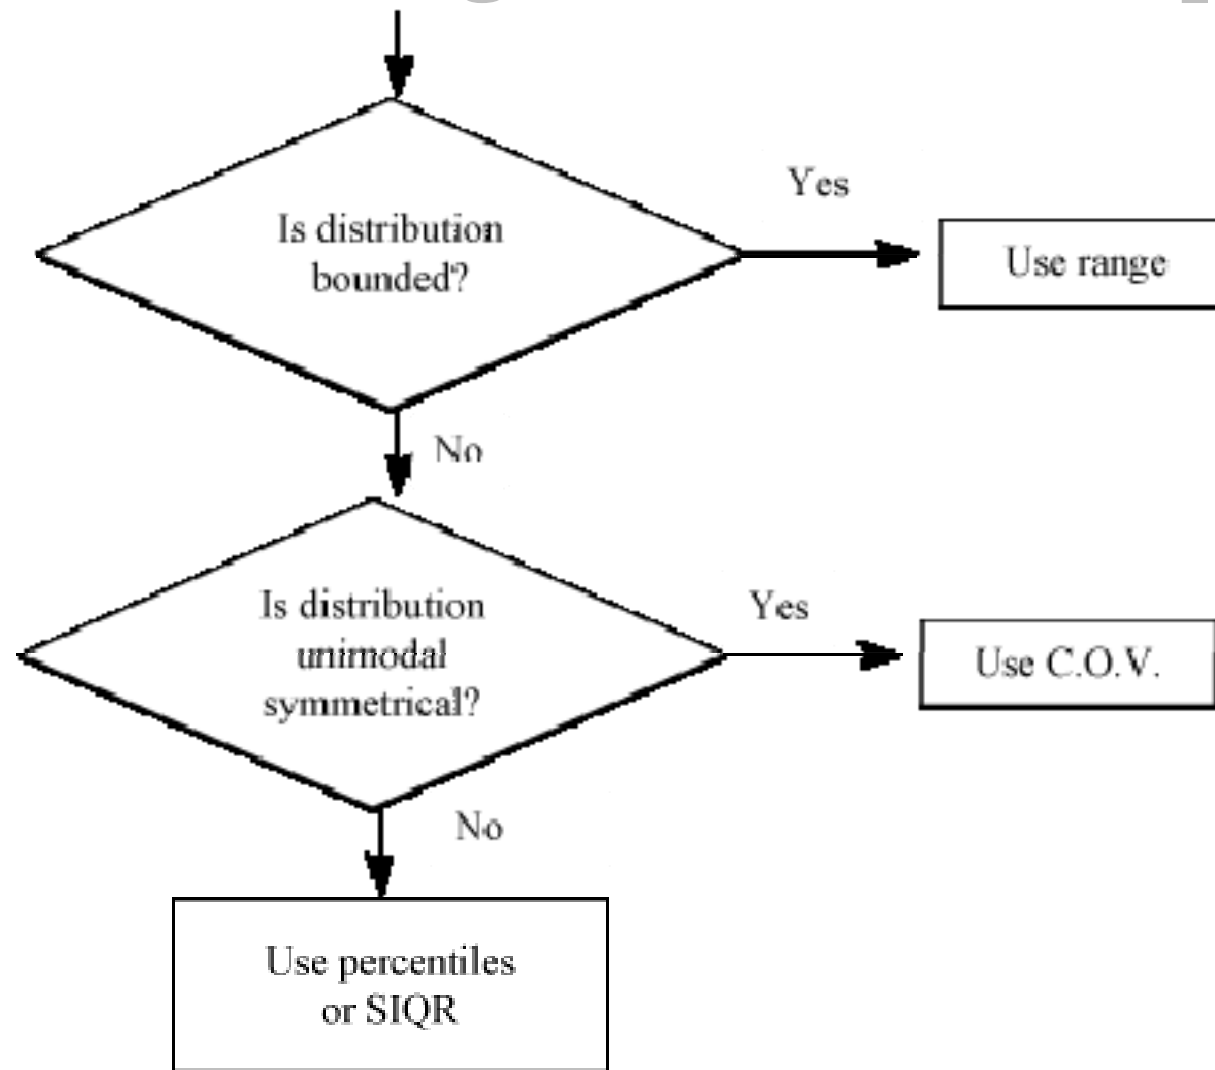 Is distribution
bounded?
Yes
Use range
No
Is distribution
unimodal
symmetrical?
Yes
Use C.O.V.
No
Use percentiles
or SIQR